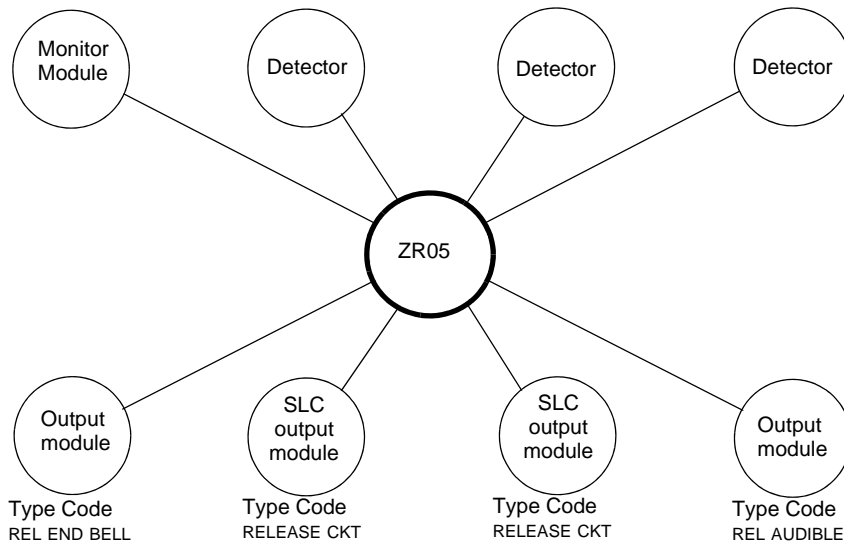 Monitor
Module
Detector
Detector
Detector
ZR05
Output
module
SLC
output
module
SLC
output
module
Output
module
Type Code
REL END BELL
Type Code
RELEASE CKT
Type Code
RELEASE CKT
Type Code
REL AUDIBLE